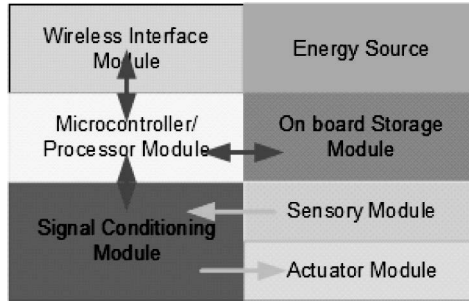 Wireless Interface
Module
Energy Source
Microcontroller/
Processor Module
On board Storage
Module
Signal Conditioning
Module
Sensory Module
Actuator Module